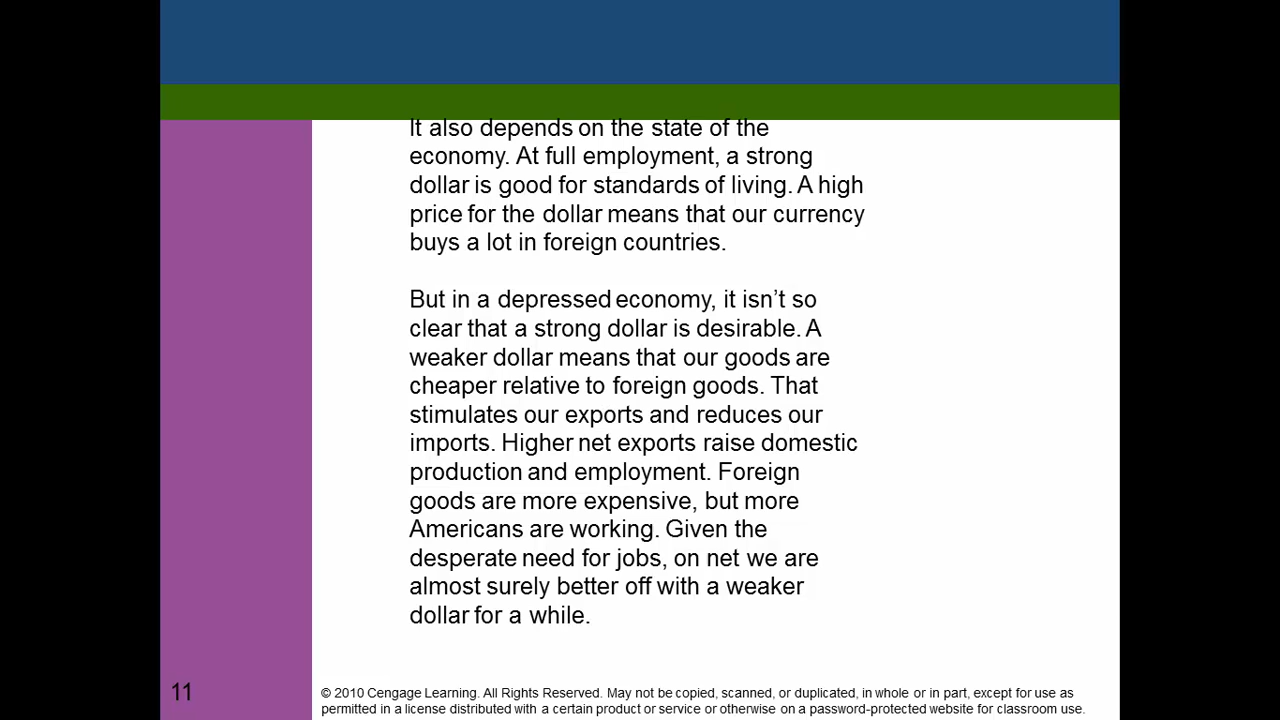 It also depends on the state of the
economy. At full employment, a strong
dollar is good for standards of living. A high
price for the dollar means that our currency
buys a lot in foreign countries.
But in a depressed economy, it isn’t so
clear that a strong dollar is desirable. A
weaker dollar means that our goods are
cheaper relative to foreign goods. That
stimulates our exports and reduces our
imports. Higher net exports raise domestic
production and employment. Foreign
goods are more expensive, but more
Americans are working. Given the
desperate need for jobs, on net we are
almost surely better off with a weaker
dollar for a while.
11
© 2010 Cengage Learning. All Rights Reserved. May not be copied, scanned, or duplicated, in whole or in part, except for use as
permitted in a license distributed with a certain product or service or otherwise on a password-protected website for classroom use.